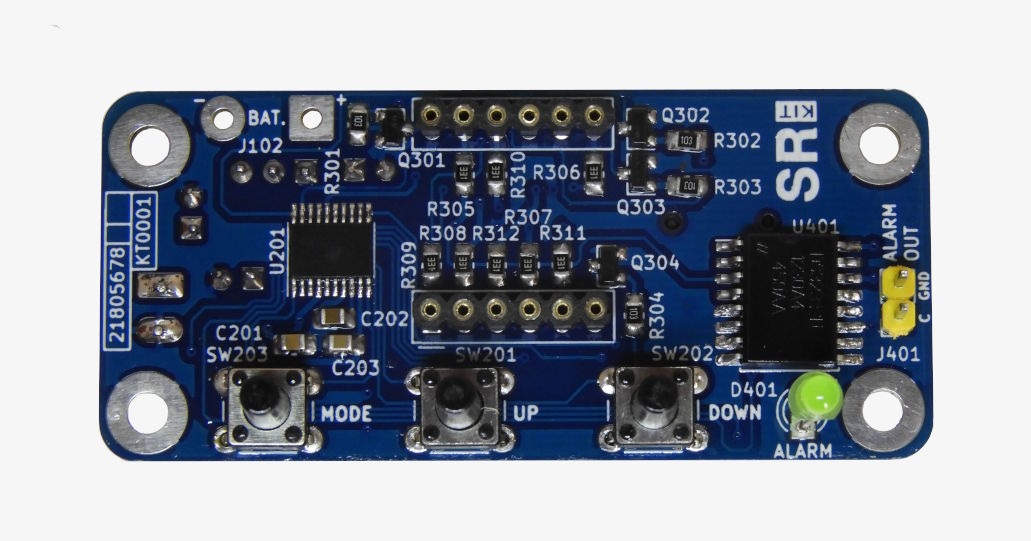 -
BAT.
+
J102
R301
103
Q301
Q302
103
R302
Q303
103
R303
R305
R310
R306
R307
R308
R312
R311
R309
Q304
R304
103
SR KIT
U401
U201
ALARM
OUT
GND
C
J401
21805678
KT0001
C201
C202
C203
SW203
SW201
SW202
MODE
UP
DOWN
D401
ALARM